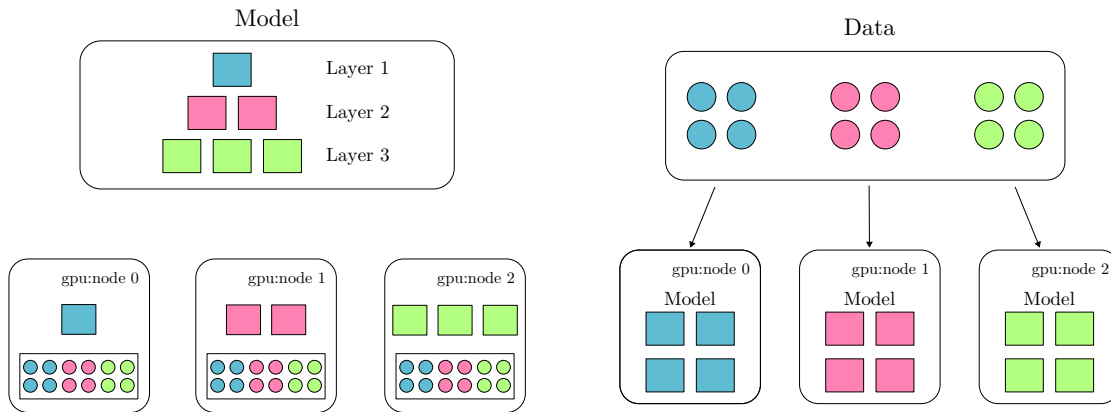 Model
Layer 1
Layer 2
Layer 3
gpu:node 0
gpu:node 1
gpu:node 2
Data
gpu:node 0
Model
gpu:node 1
Model
gpu:node 2
Model